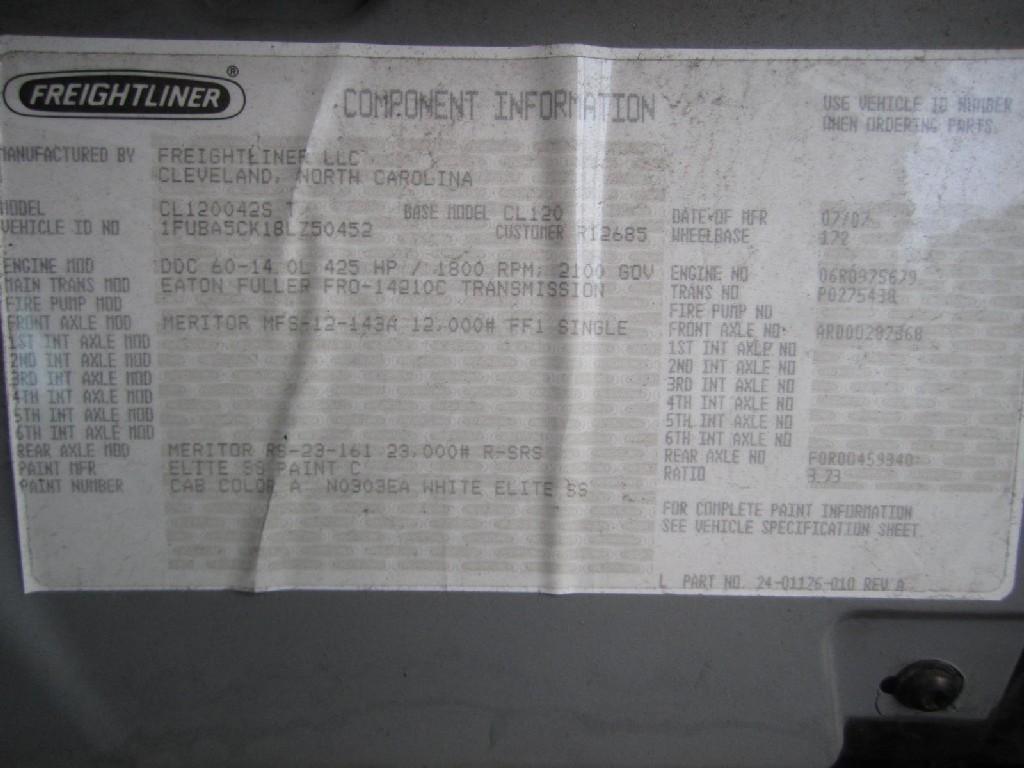 FREIGHTLINER ®
COMPONENT INFORMATION
USE VEHICLE ID NUMBER
WHEN ORDERING PARTS.
MANUFACTURED BY FREIGHTLINER LLC
CLEVELAND, NORTH CAROLINA
MODEL CL120042S T BASE MODEL CL120 DATE OF MFR 07/07
VEHICLE ID NO 1FUBA5CK18LZ50452 CUSTOMER R12685 WHEELBASE 172
ENGINE MOD DDC 60-14.0L 425 HP / 1800 RPM; 2100 GOV ENGINE NO 06R0975679
MAIN TRANS MOD EATON FULLER FRO-14210C TRANSMISSION TRANS NO P0275438
FIRE PUMP MOD FIRE PUMP NO
FRONT AXLE MOD MERITOR MFS-12-143A 12,000# FF1 SINGLE FRONT AXLE NO
1ST INT AXLE MOD 1ST INT AXLE NO
2ND INT AXLE MOD 2ND INT AXLE NO
3RD INT AXLE MOD 3RD INT AXLE NO
4TH INT AXLE MOD 4TH INT AXLE NO
5TH INT AXLE MOD 5TH INT AXLE NO
6TH INT AXLE MOD 6TH INT AXLE NO
REAR AXLE MOD MERITOR RS-23-161 23,000# R-SRS REAR AXLE NO FOR00459340
PAINT MFR ELITE SS PAINT C RATIO 3.73
PAINT NUMBER CAB COLOR A N0303EA WHITE ELITE SS
FOR COMPLETE PAINT INFORMATION
SEE VEHICLE SPECIFICATION SHEET
L PART NO. 24-01126-010 REV A